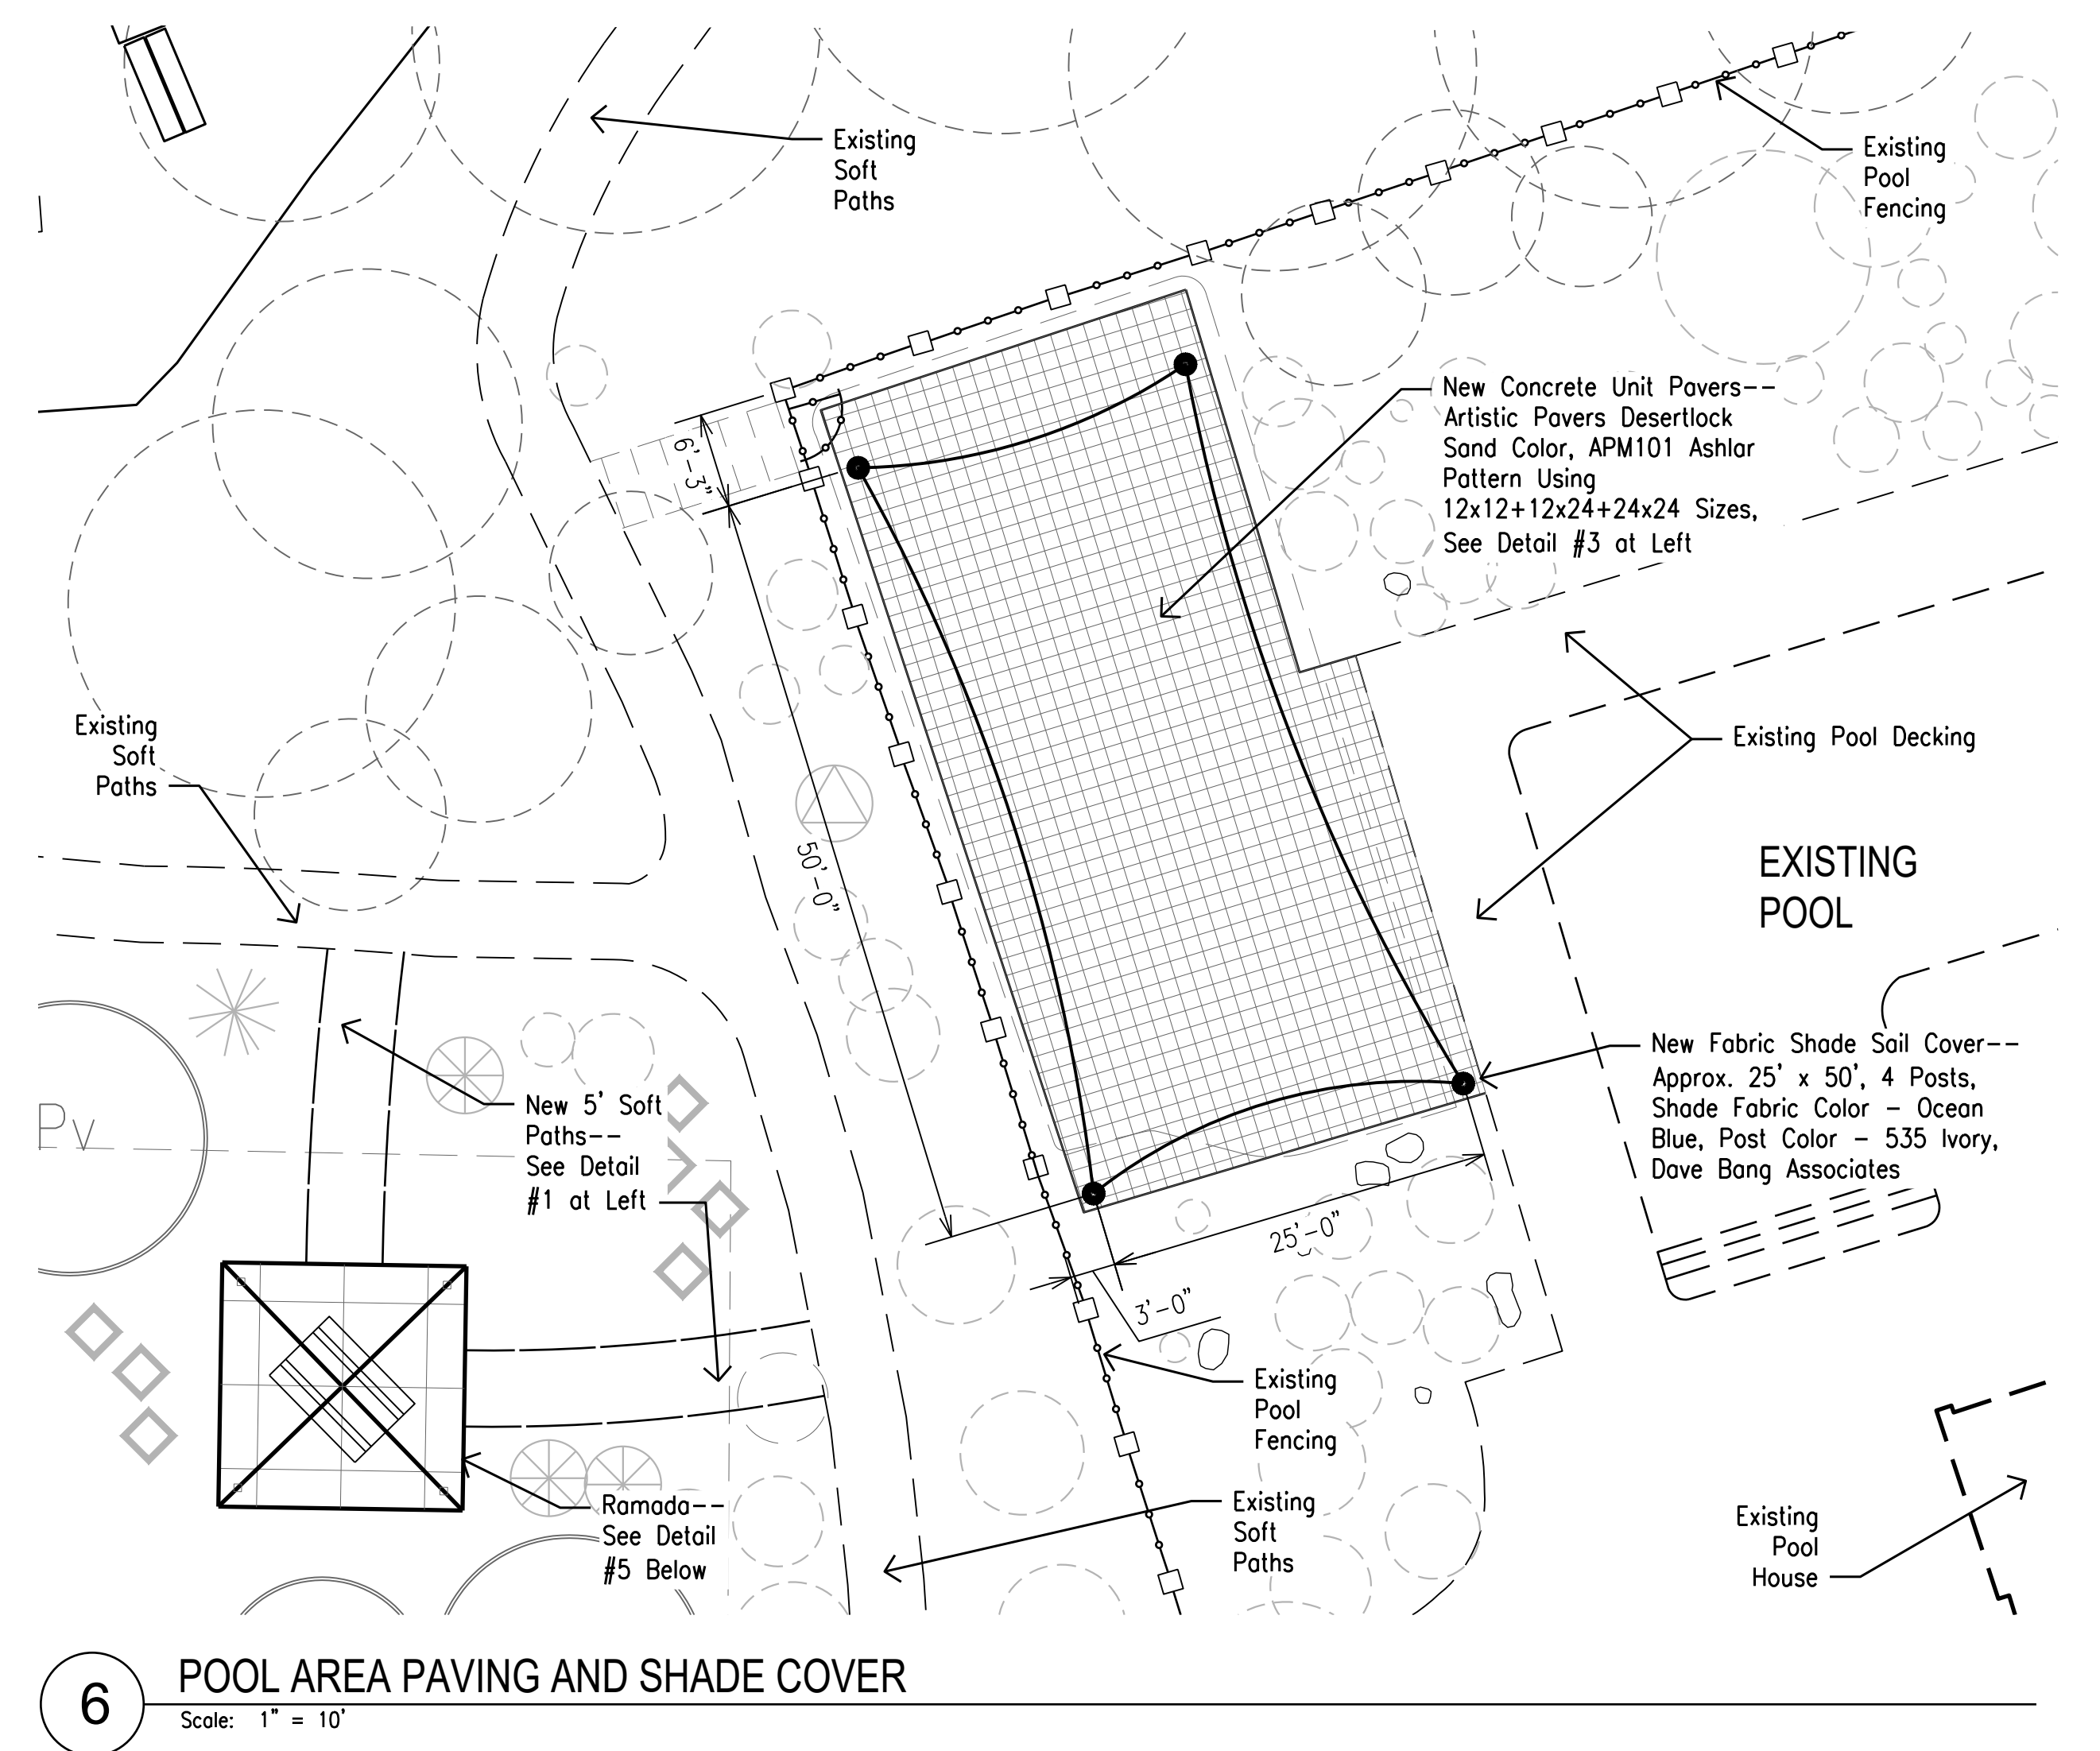 Existing
Soft
Paths
Existing
Pool
Fencing
New Concrete Unit Pavers--
Artistic Pavers Desertlock
Sand Color, APM101 Ashlar
Pattern Using
12x12+12x24+24x24 Sizes,
See Detail #3 at Left
6'-3"
Existing
Soft
Paths
Existing Pool Decking
50'-0"
EXISTING
POOL
New Fabric Shade Sail Cover--
Approx. 25' x 50', 4 Posts,
Shade Fabric Color - Ocean
Blue, Post Color - 535 Ivory,
Dave Bang Associates
Pv
New 5' Soft
Paths--
See Detail
#1 at Left
25'-0"
3'-0"
Existing
Pool
Fencing
Ramada--
See Detail
#5 Below
Existing
Soft
Paths
Existing
Pool
House
6
POOL AREA PAVING AND SHADE COVER
Scale: 1" = 10'